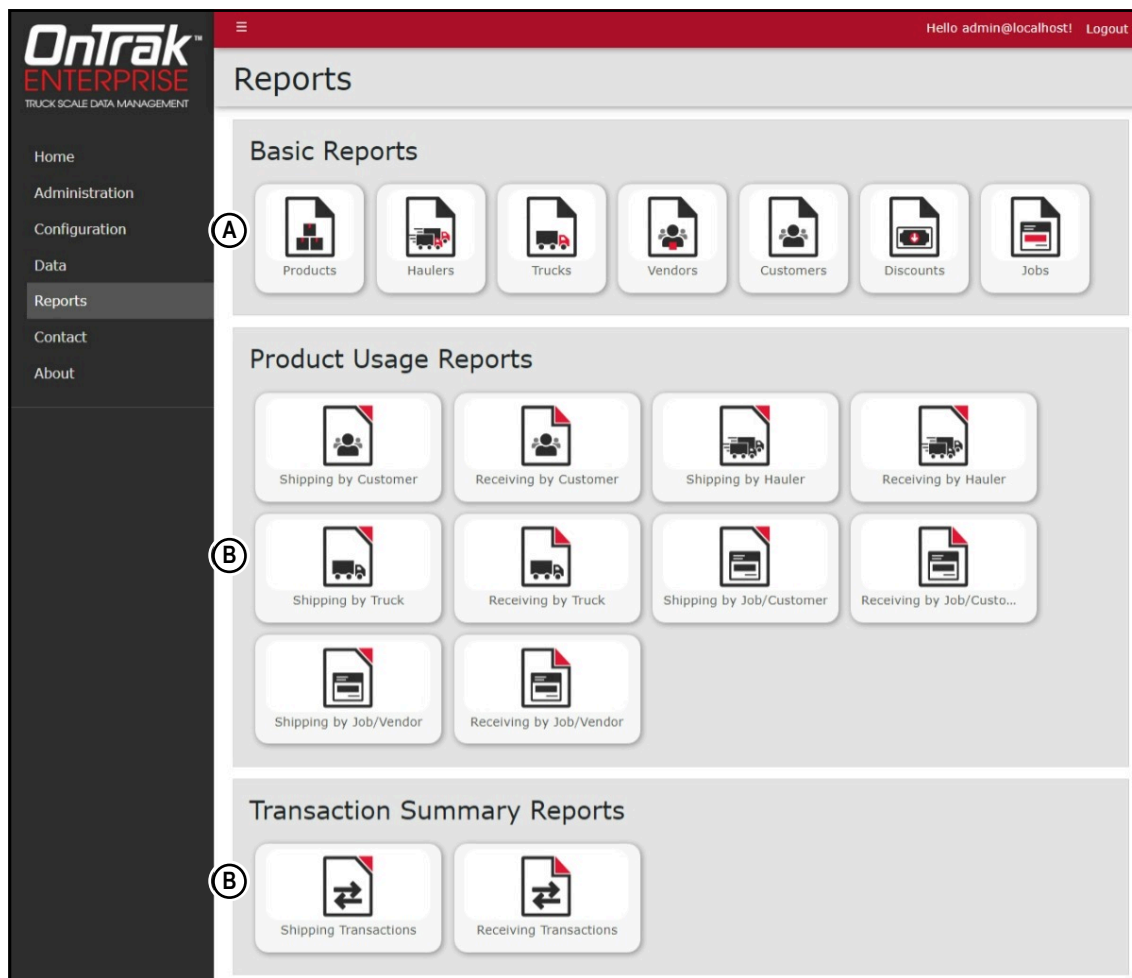 OnTrak™
ENTERPRISE
TRUCK SCALE DATA MANAGEMENT
☰
Hello admin@localhost! Logout
Home
Administration
Configuration
Data
Reports
Contact
About
Reports
Basic Reports
A
Products Haulers Trucks Vendors Customers Discounts Jobs
Product Usage Reports
Shipping by Customer Receiving by Customer Shipping by Hauler Receiving by Hauler
B
Shipping by Truck Receiving by Truck Shipping by Job/Customer Receiving by Job/Custo...
Shipping by Job/Vendor Receiving by Job/Vendor
Transaction Summary Reports
B
Shipping Transactions Receiving Transactions